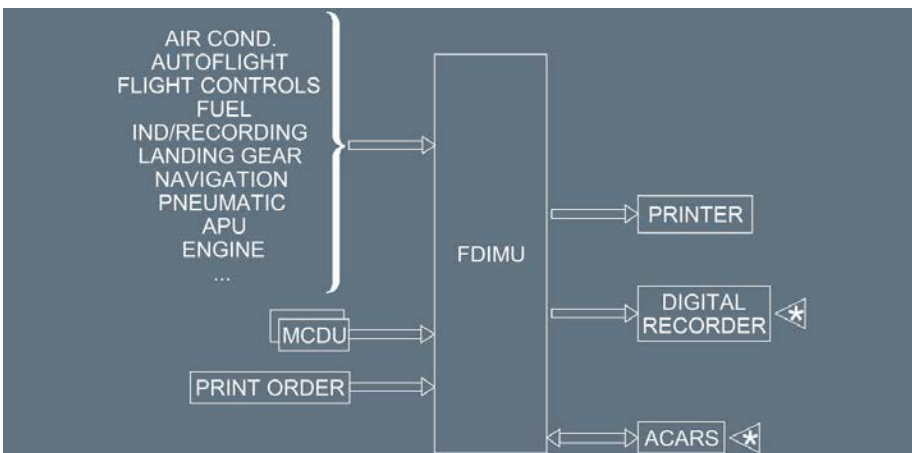 AIR COND.
AUTOFLIGHT
FLIGHT CONTROLS
FUEL
IND/RECORDING
LANDING GEAR
NAVIGATION
PNEUMATIC
APU
ENGINE
...
MCDU
PRINT ORDER
FDIMU
PRINTER
DIGITAL
RECORDER
*
ACARS
*